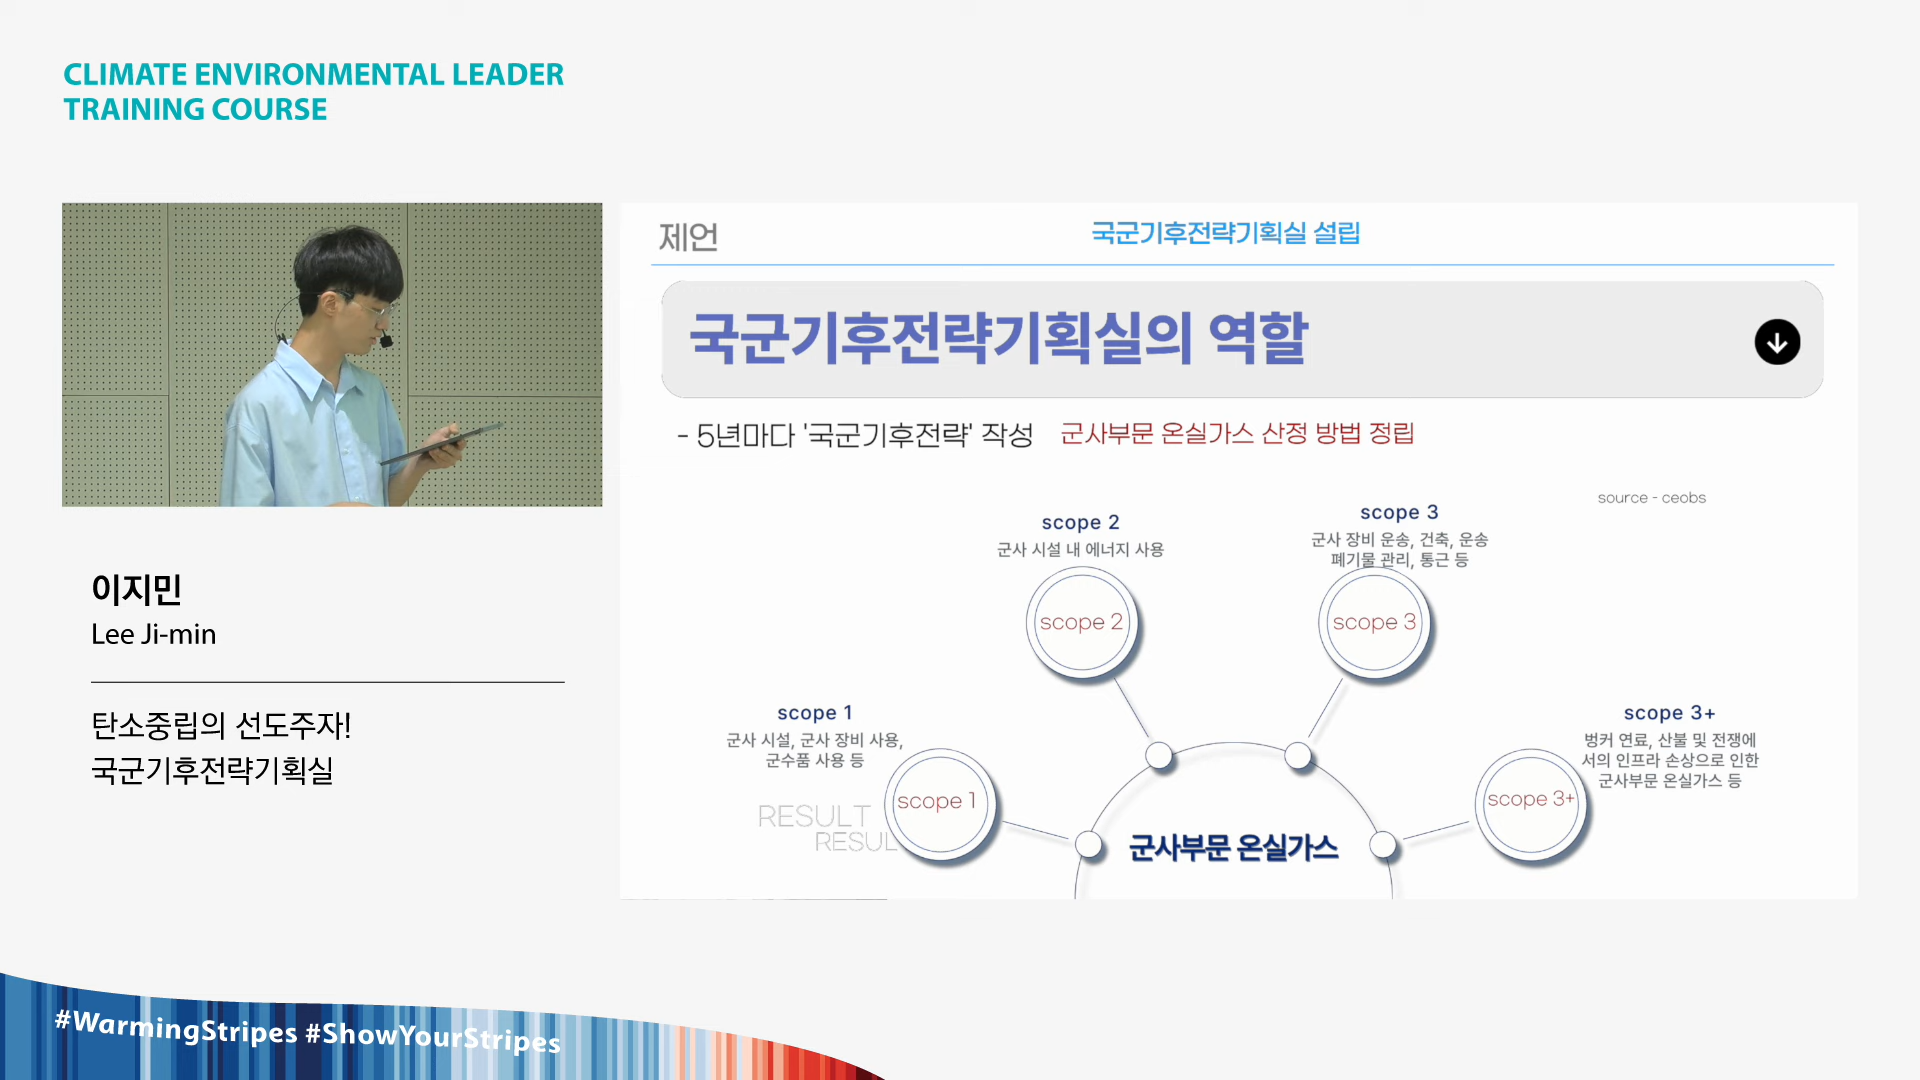 CLIMATE ENVIRONMENTAL LEADER
TRAINING COURSE
제언
국군기후전략기획실 설립
국군기후전략기획실의 역할
- 5년마다 '국군기후전략' 작성
군사부문 온실가스 산정 방법 정립
source - ceobs
scope 2
군사 시설 내 에너지 사용
scope 2
scope 3
군사 장비 운송, 건축, 운송
폐기물 관리, 통근 등
scope 3
scope 1
군사 시설, 군사 장비 사용,
군수품 사용 등
scope 1
scope 3+
벙커 연료, 산불 및 전쟁에
서의 인프라 손상으로 인한
군사부문 온실가스 등
scope 3+
RESULT
RESUL
군사부문 온실가스
이지민
Lee Ji-min
탄소중립의 선도주자!
국군기후전략기획실
#WarmingStripes #ShowYourStripes